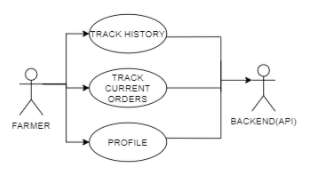 TRACK HISTORY
TRACK
CURRENT
ORDERS
FARMER
BACKEND(API)
PROFILE